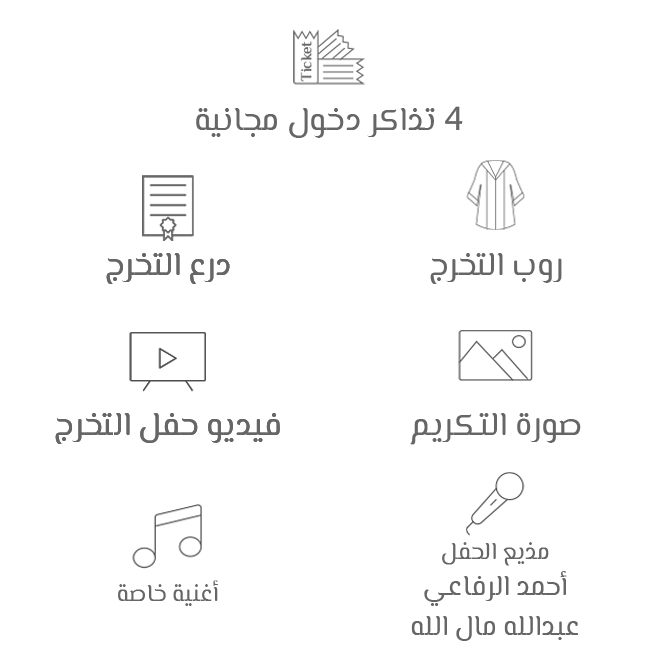 Ticket
4 تذاكر دخول مجانية
روب التخرج
درع التخرج
صورة التكريم
فيديو حفل التخرج
مذيع الحفل
أحمد الرفاعي
عبدالله مال الله
أغنية خاصة